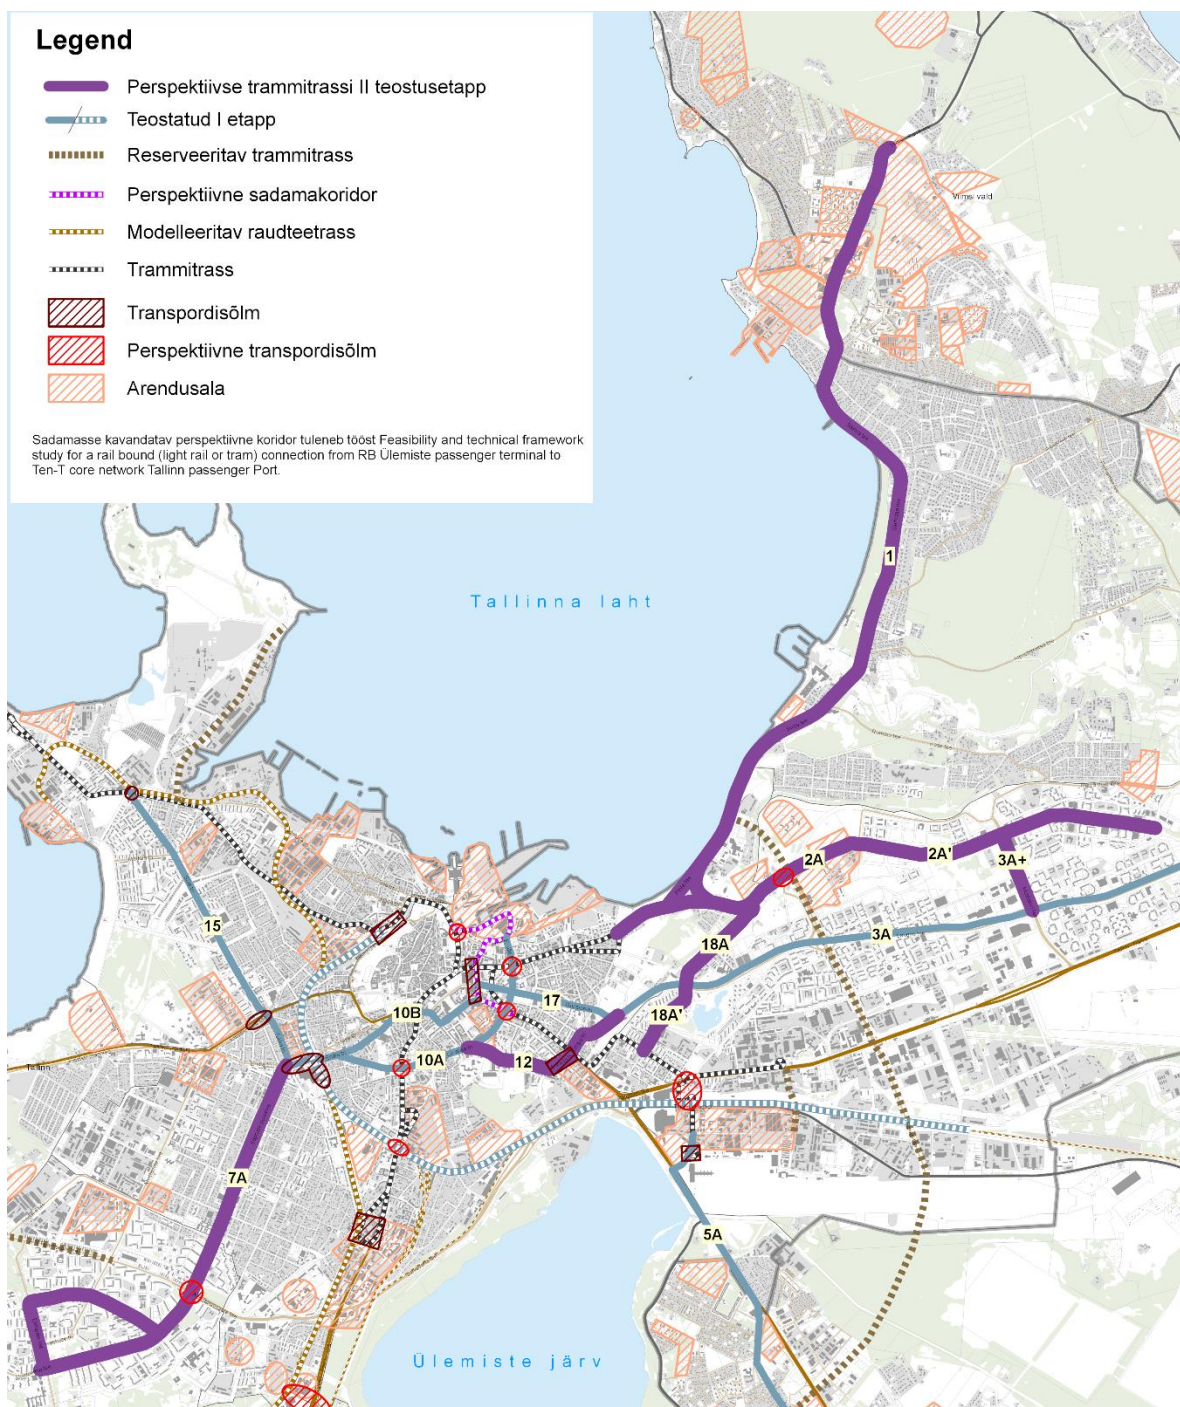 Legend
Perspektiivse trammitrassi II teostusetapp
Teostatud I etapp
Reserveeritav trammitrass
Perspektiivne sadamakoridor
Modelleeritav raudteetrass
Trammitrass
Transpordisõlm
Perspektiivne transpordisõlm
Arendusala
Sadamasse kavandatav perspektiivne koridor tuleneb tööst Feasibility and technical framework
study for a rail bound (light rail or tram) connection from RB Ülemiste passenger terminal to
Ten-T core network Tallinn passenger Port.
Viimsi vald
1
Tallinna laht
2A
2A'
3A+
15
18A
3A
17
10B
18A'
10A
12
Tallinn
7A
5A
Ülemiste järv